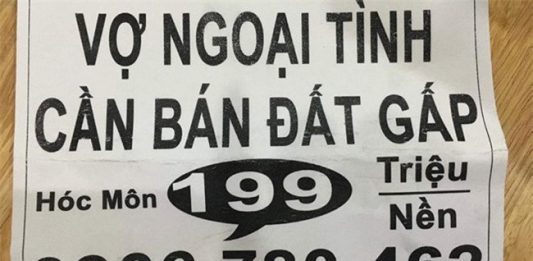 VỢ NGOẠI TÌNH
CẦN BÁN ĐẤT GẤP
Hóc Môn 199 Triệu
Nền